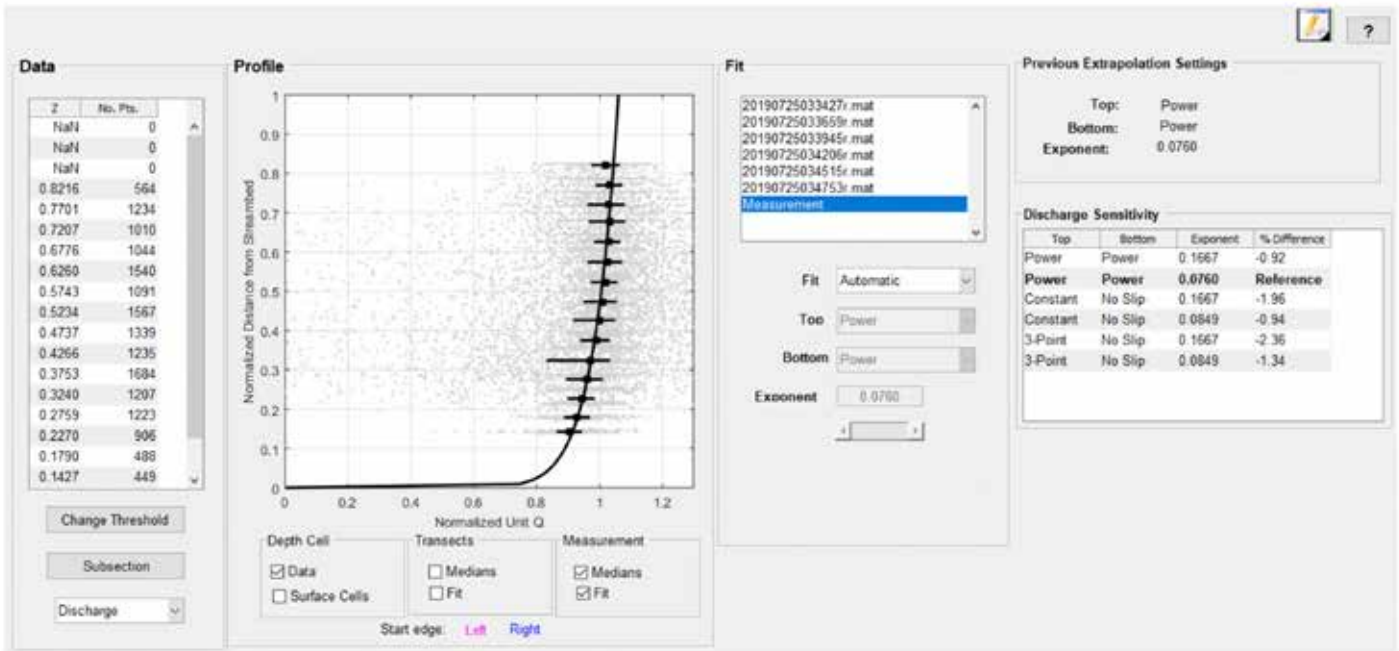 ?
Data
Z No. Pts.
NaN 0
NaN 0
NaN 0
0.8216 564
0.7701 1234
0.7207 1010
0.6776 1044
0.6260 1540
0.5743 1091
0.5234 1567
0.4737 1339
0.4266 1235
0.3753 1684
0.3240 1207
0.2759 1223
0.2270 906
0.1790 488
0.1427 449
Change Threshold
Subsection
Discharge
Profile
Normalized Distance from Streambed
1
0.9
0.8
0.7
0.6
0.5
0.4
0.3
0.2
0.1
0
0 0.2 0.4 0.6 0.8 1 1.2
Normalized Unit Q
Depth Cell
Data
Surface Cells
Transects
Medians
Fit
Measurement
Medians
Fit
Start edge: Left Right
Fit
20190725033427r.mat
20190725033659r.mat
20190725033945r.mat
20190725034206r.mat
20190725034515r.mat
20190725034753r.mat
Measurement
Fit Automatic
Top Power
Bottom Power
Exponent 0.0760
Previous Extrapolation Settings
Top: Power
Bottom: Power
Exponent: 0.0760
Discharge Sensitivity
Top Bottom Exponent % Difference
Power Power 0.1667 -0.92
Power Power 0.0760 Reference
Constant No Slip 0.1667 -1.96
Constant No Slip 0.0849 -0.94
3-Point No Slip 0.1667 -2.36
3-Point No Slip 0.0849 -1.34